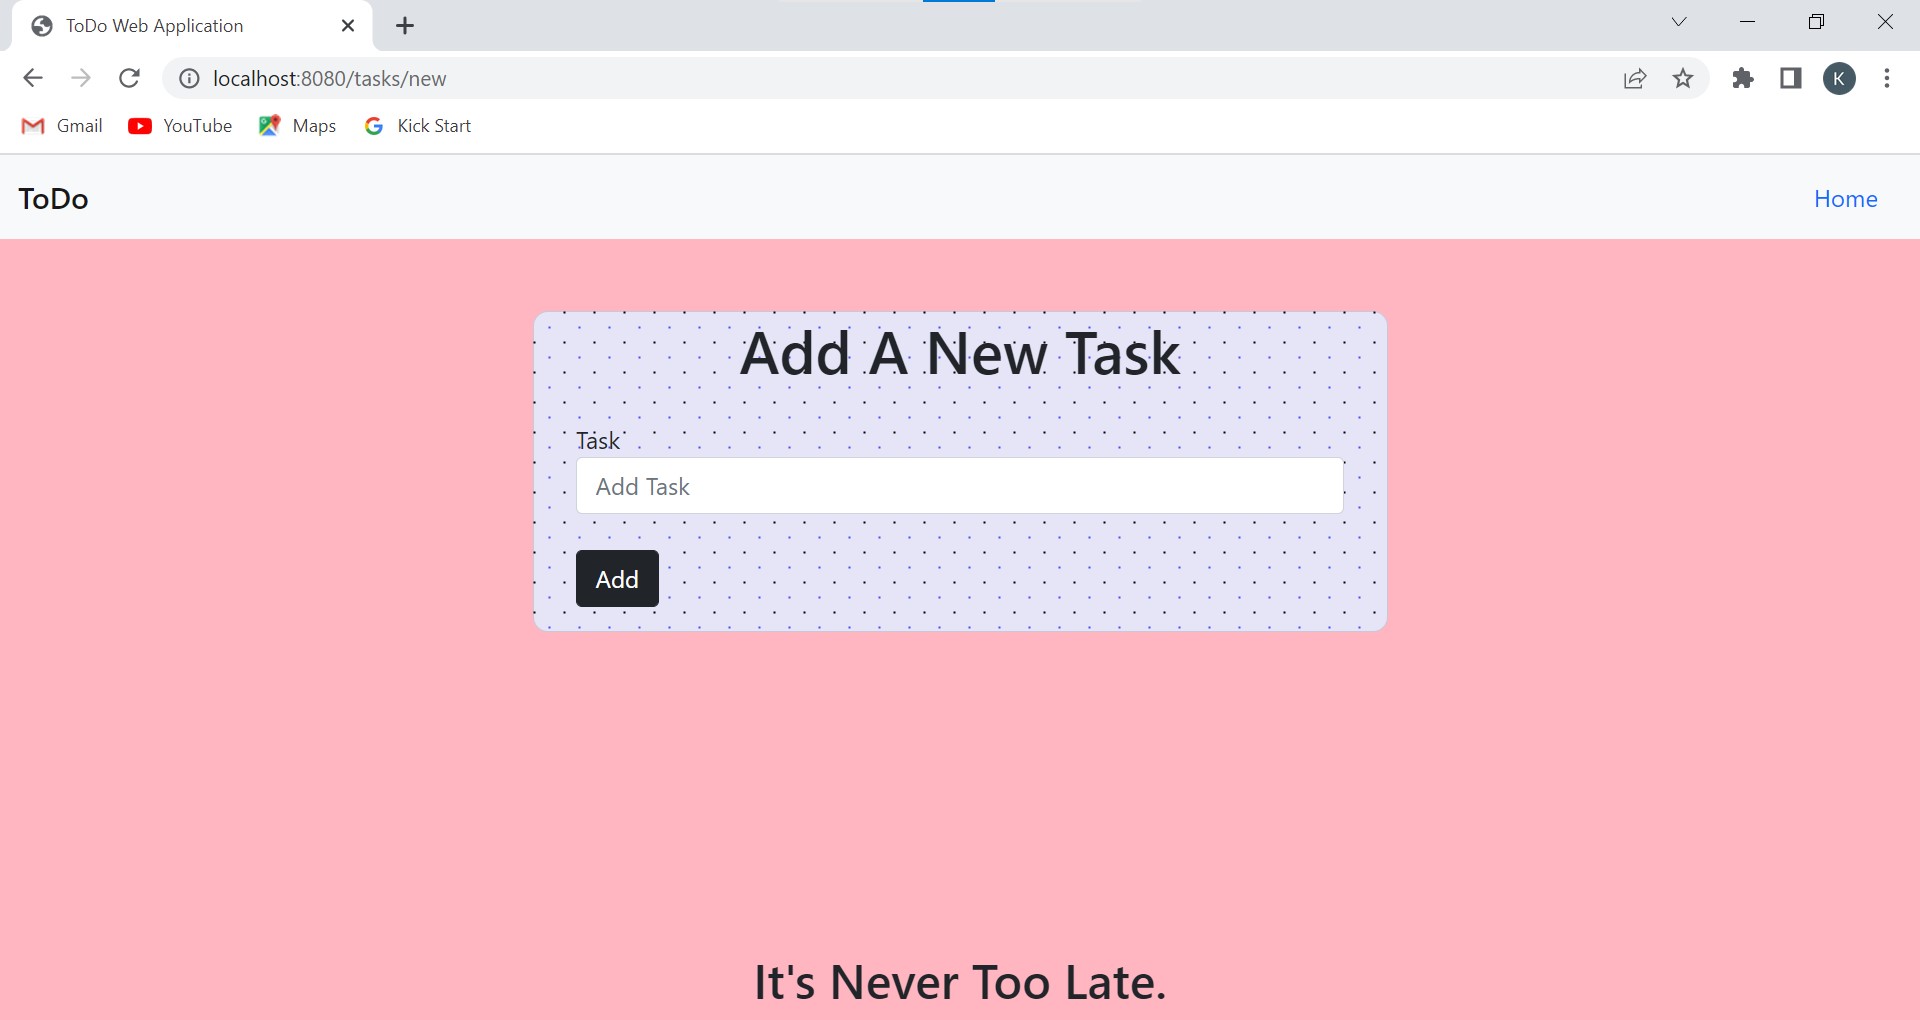 ToDo Web Application
localhost:8080/tasks/new
K
Gmail YouTube Maps Kick Start
ToDo Home
Add A New Task
Task
Add Task
Add
It's Never Too Late.